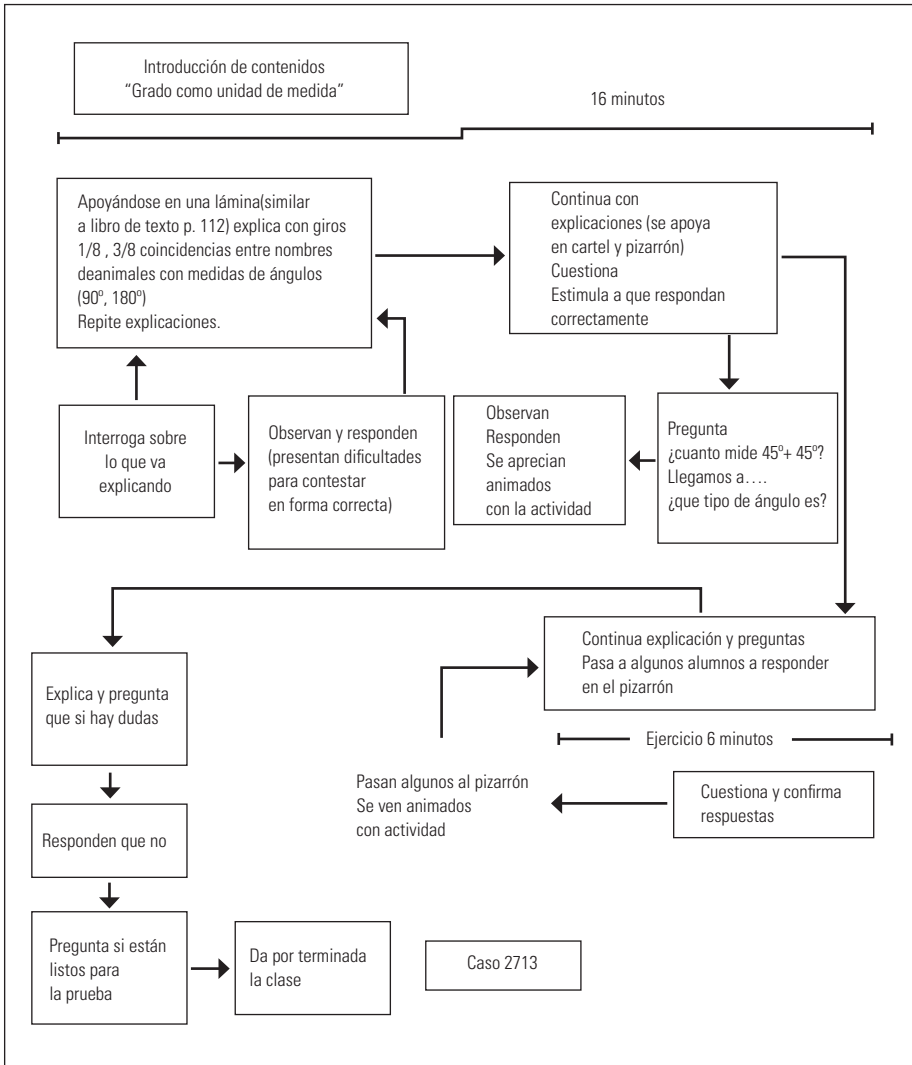 Introducción de contenidos
“Grado como unidad de medida”
16 minutos
Apoyándose en una lámina(similar
a libro de texto p. 112) explica con giros
1/8 , 3/8 coincidencias entre nombres
deanimales con medidas de ángulos
(90º, 180º)
Repite explicaciones.
Continua con
explicaciones (se apoya
en cartel y pizarrón)
Cuestiona
Estimula a que respondan
correctamente
Interroga sobre
lo que va
explicando
Observan y responden
(presentan dificultades
para contestar
en forma correcta)
Observan
Responden
Se aprecian
animados
con la actividad
Pregunta
¿cuanto mide 45º+ 45º?
Llegamos a….
¿que tipo de ángulo es?
Continua explicación y preguntas
Pasa a algunos alumnos a responder
en el pizarrón
Explica y pregunta
que si hay dudas
Ejercicio 6 minutos
Pasan algunos al pizarrón
Se ven animados
con actividad
Cuestiona y confirma
respuestas
Responden que no
Pregunta si están
listos para
la prueba
Da por terminada
la clase
Caso 2713